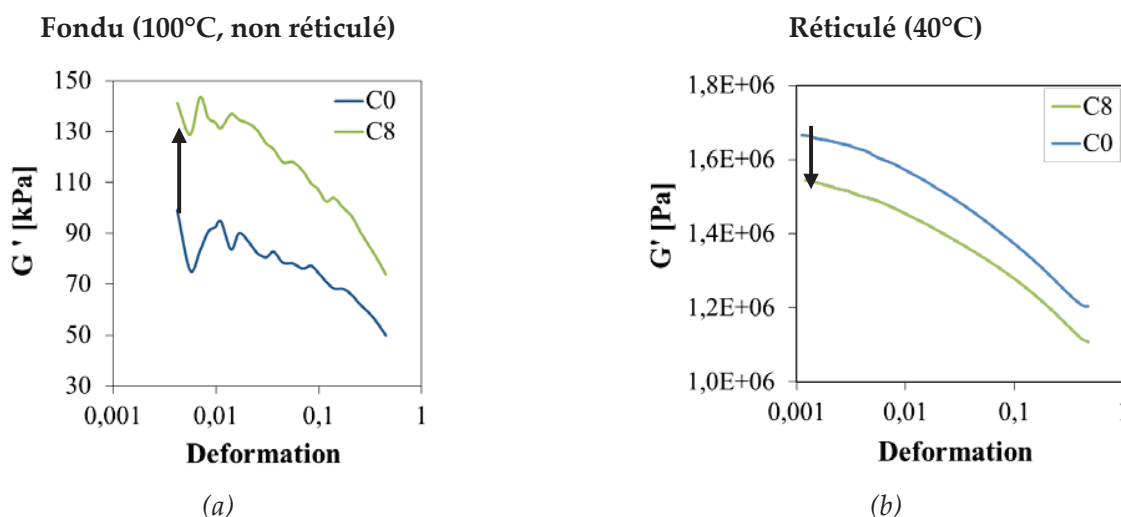 Fondu (100°C, non réticulé)
150
130
110
90
70
50
30
G' [kPa]
C0
C8
0,001
0,01
0,1
1
Deformation
(a)
Réticulé (40°C)
1,8E+06
1,6E+06
1,4E+06
1,2E+06
1,0E+06
G' [Pa]
C8
C0
0,001
0,01
0,1
1
Deformation
(b)